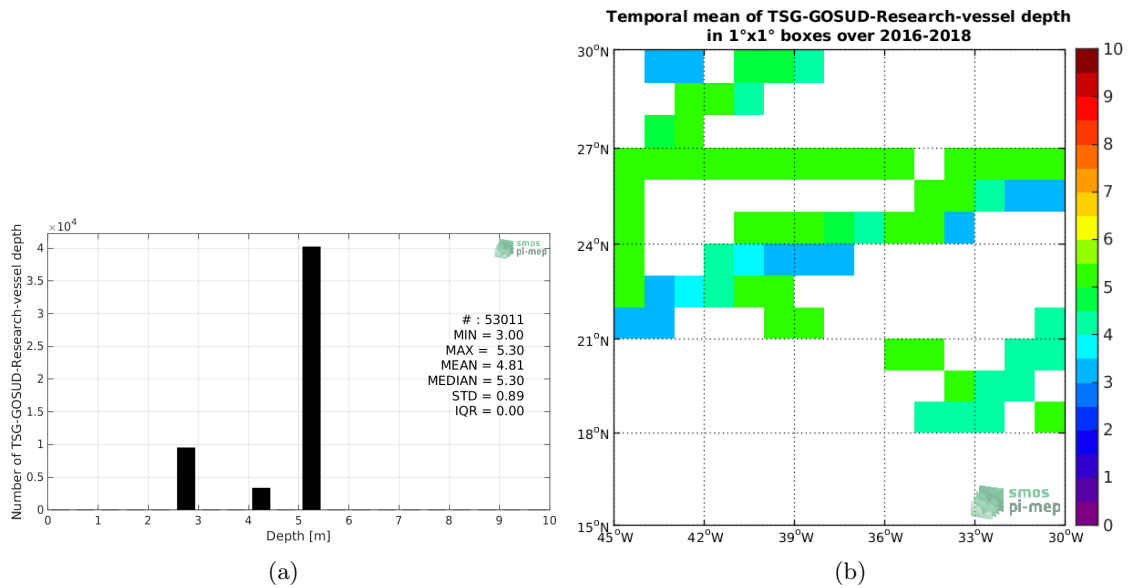 Temporal mean of TSG-GOSUD-Research-vessel depth
in 1°x1° boxes over 2016-2018
Number of TSG-GOSUD-Research-vessel depth
×10⁴
4
3.5
3
2.5
2
1.5
1
0.5
0
0 1 2 3 4 5 6 7 8 9 10
Depth [m]
smos
pi-mep
# : 53011
MIN = 3.00
MAX = 5.30
MEAN = 4.81
MEDIAN = 5.30
STD = 0.89
IQR = 0.00
(a)
30°N
27°N
24°N
21°N
18°N
15°N
45°W 42°W 39°W 36°W 33°W 30°W
smos
pi-mep
10
9
8
7
6
5
4
3
2
1
0
(b)